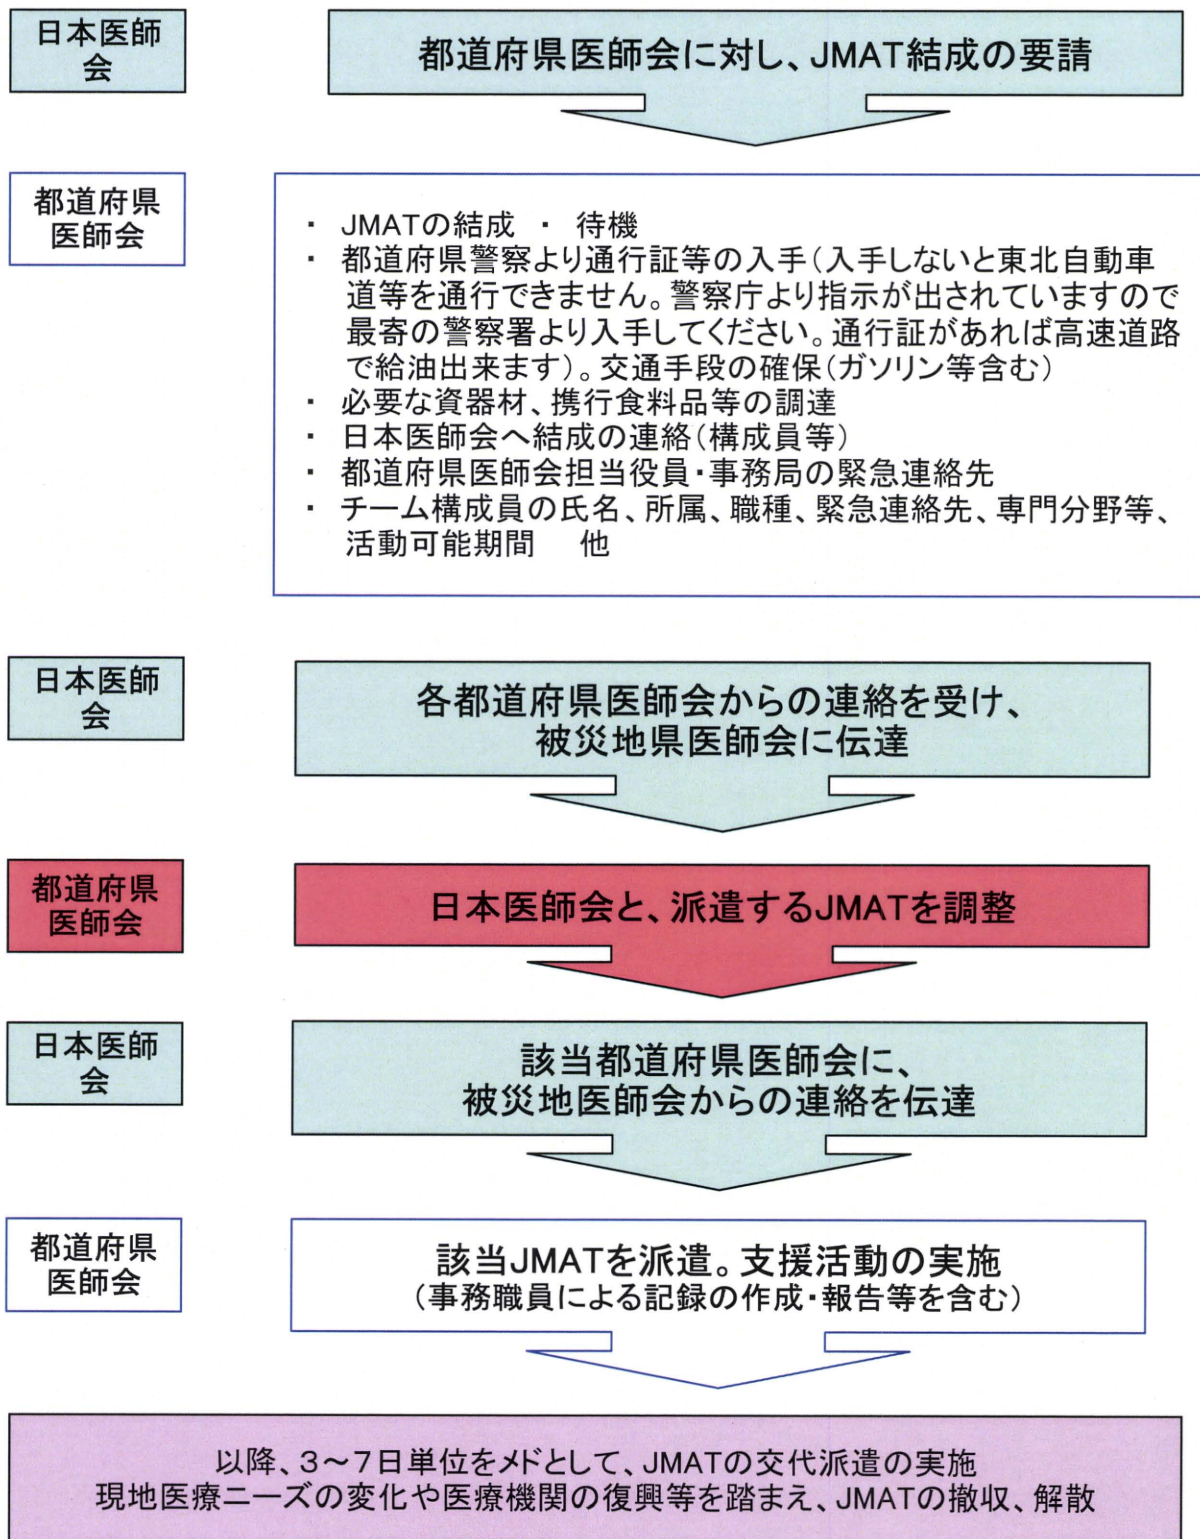 日本医師
会
都道府県医師会に対し、JMAT結成の要請
都道府県
医師会
・ JMATの結成 ・ 待機
・ 都道府県警察より通行証等の入手(入手しないと東北自動車
道等を通行できません。警察庁より指示が出されていますので
最寄の警察署より入手してください。通行証があれば高速道路
で給油出来ます)。交通手段の確保(ガソリン等含む)
・ 必要な資器材、携行食料品等の調達
・ 日本医師会へ結成の連絡(構成員等)
・ 都道府県医師会担当役員・事務局の緊急連絡先
・ チーム構成員の氏名、所属、職種、緊急連絡先、専門分野等、
活動可能期間 他
日本医師
会
各都道府県医師会からの連絡を受け、
被災地県医師会に伝達
都道府県
医師会
日本医師会と、派遣するJMATを調整
日本医師
会
該当都道府県医師会に、
被災地医師会からの連絡を伝達
都道府県
医師会
該当JMATを派遣。支援活動の実施
(事務職員による記録の作成・報告等を含む)
以降、3~7日単位をメドとして、JMATの交代派遣の実施
現地医療ニーズの変化や医療機関の復興等を踏まえ、JMATの撤収、解散